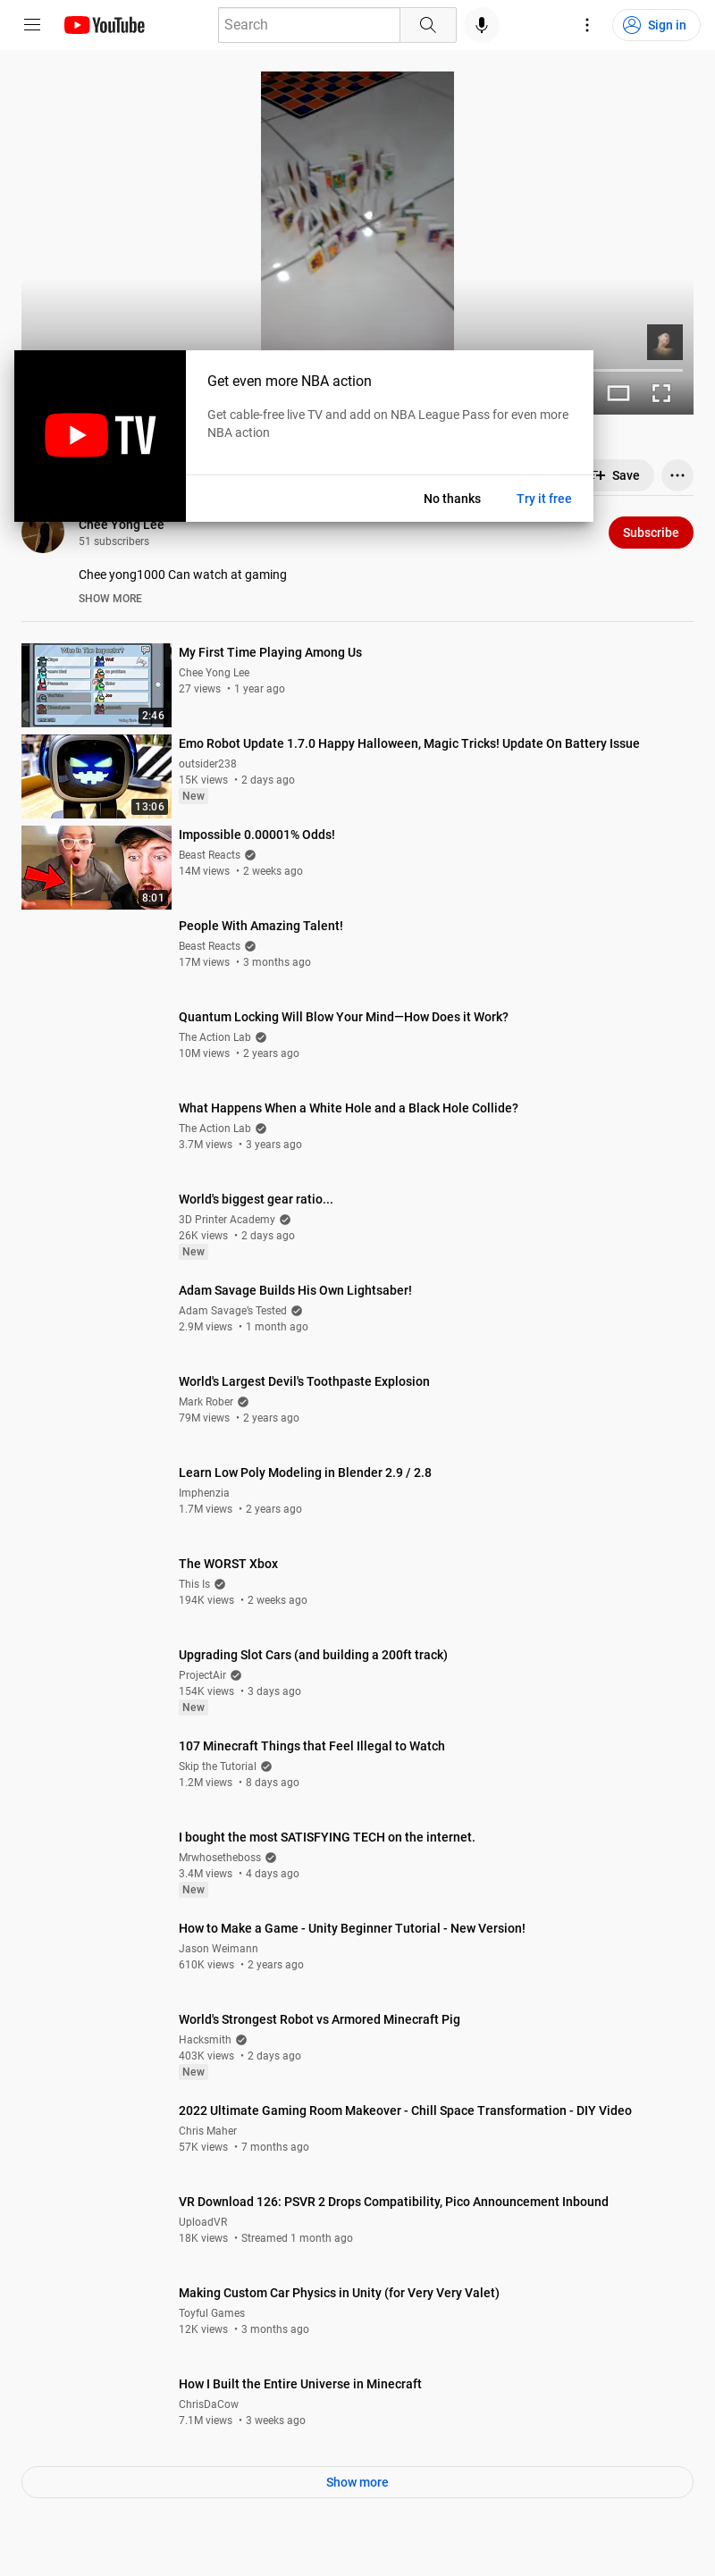 YouTube
Search
Sign in
Get even more NBA action
Get cable-free live TV and add on NBA League Pass for even more
NBA action
TV
No thanks
Try it free
Save
Chee Yong Lee
51 subscribers
Subscribe
Chee yong1000 Can watch at gaming
SHOW MORE
Who Is The Impostor?
2:46
My First Time Playing Among Us
Chee Yong Lee
27 views • 1 year ago
13:06
Emo Robot Update 1.7.0 Happy Halloween, Magic Tricks! Update On Battery Issue
outsider238
15K views • 2 days ago
New
8:01
Impossible 0.00001% Odds!
Beast Reacts
14M views • 2 weeks ago
People With Amazing Talent!
Beast Reacts
17M views • 3 months ago
Quantum Locking Will Blow Your Mind—How Does it Work?
The Action Lab
10M views • 2 years ago
What Happens When a White Hole and a Black Hole Collide?
The Action Lab
3.7M views • 3 years ago
World's biggest gear ratio...
3D Printer Academy
26K views • 2 days ago
New
Adam Savage Builds His Own Lightsaber!
Adam Savage's Tested
2.9M views • 1 month ago
World's Largest Devil's Toothpaste Explosion
Mark Rober
79M views • 2 years ago
Learn Low Poly Modeling in Blender 2.9 / 2.8
Imphenzia
1.7M views • 2 years ago
The WORST Xbox
This Is
194K views • 2 weeks ago
Upgrading Slot Cars (and building a 200ft track)
ProjectAir
154K views • 3 days ago
New
107 Minecraft Things that Feel Illegal to Watch
Skip the Tutorial
1.2M views • 8 days ago
I bought the most SATISFYING TECH on the internet.
Mrwhosetheboss
3.4M views • 4 days ago
New
How to Make a Game - Unity Beginner Tutorial - New Version!
Jason Weimann
610K views • 2 years ago
World's Strongest Robot vs Armored Minecraft Pig
Hacksmith
403K views • 2 days ago
New
2022 Ultimate Gaming Room Makeover - Chill Space Transformation - DIY Video
Chris Maher
57K views • 7 months ago
VR Download 126: PSVR 2 Drops Compatibility, Pico Announcement Inbound
UploadVR
18K views • Streamed 1 month ago
Making Custom Car Physics in Unity (for Very Very Valet)
Toyful Games
12K views • 3 months ago
How I Built the Entire Universe in Minecraft
ChrisDaCow
7.1M views • 3 weeks ago
Show more